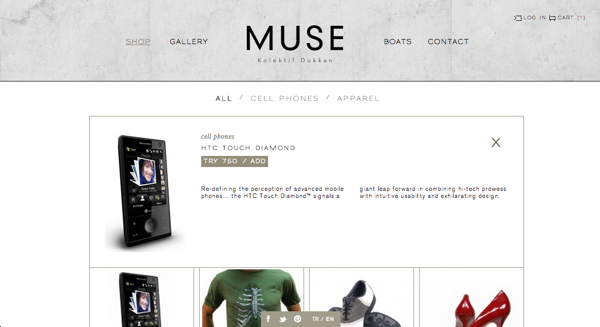 LOG IN CART (1)
SHOP GALLERY MUSE BOATS CONTACT
Kolektif Dükkan
ALL / CELL PHONES / APPAREL
cell phones
HTC TOUCH DIAMOND
TRY 750 / ADD
X
Re-defining the perception of advanced mobile
phones... the HTC Touch Diamond™ signals a
giant leap forward in combining hi-tech prowess
with intuitive usability and exhilarating design.
TR / EN